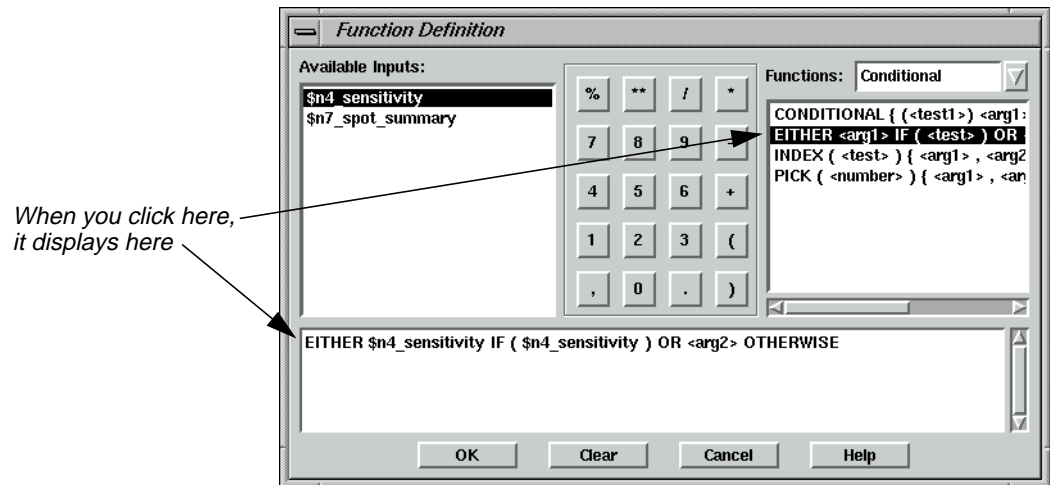 Function Definition
Available Inputs:
$n4_sensitivity
$n7_spot_summary
% ** / *
7 8 9 -
4 5 6 +
1 2 3 (
, 0 . )
Functions: Conditional
CONDITIONAL { (<test1>) <arg1>
EITHER <arg1> IF ( <test> ) OR
INDEX ( <test> ) { <arg1> , <arg2
PICK ( <number> ) { <arg1> , <ar
When you click here,
it displays here
EITHER $n4_sensitivity IF ( $n4_sensitivity ) OR <arg2> OTHERWISE
OK Clear Cancel Help